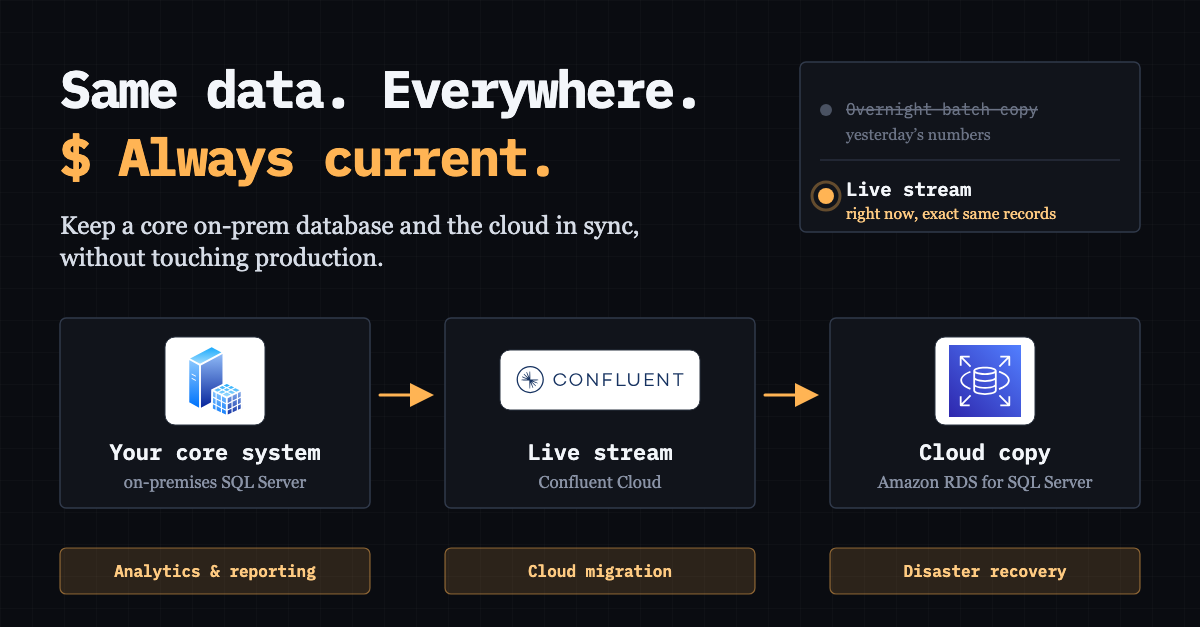 Same data. Everywhere.
$ Always current.
Keep a core on-prem database and the cloud in sync,
without touching production.
Overnight batch copy
yesterday’s numbers
Live stream
right now, exact same records
Your core system
on-premises SQL Server
CONFLUENT
Live stream
Confluent Cloud
Cloud copy
Amazon RDS for SQL Server
Analytics & reporting
Cloud migration
Disaster recovery